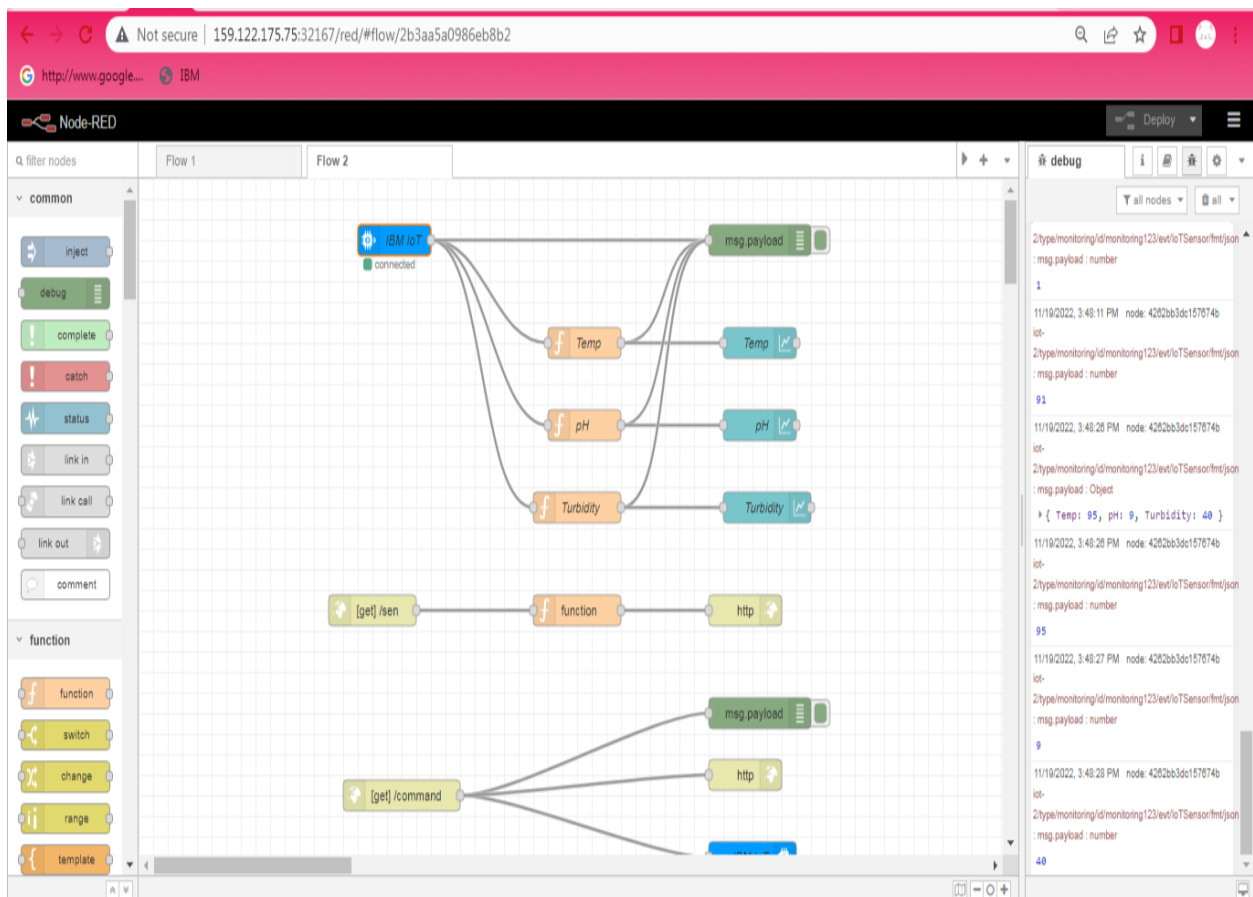 Not secure | 159.122.175.75:32167/red/#flow/2b3aa5a0986eb8b2
http://www.google.... IBM
Node-RED
Deploy
filter nodes
Flow 1
Flow 2
debug
all nodes
all
common
inject
debug
complete
catch
status
link in
link call
link out
comment
function
function
switch
change
range
template
IBM IoT
connected
msg.payload
Temp
Temp
pH
pH
Turbidity
Turbidity
[get] /sen
function
http
msg.payload
http
[get] /command
IBM IoT
2/type/monitoring/id/monitoring123/evt/IoTSensor/fmt/json
: msg.payload : number
1
11/19/2022, 3:48:11 PM node: 4262bb3dc157674b
iot-
2/type/monitoring/id/monitoring123/evt/IoTSensor/fmt/json
: msg.payload : number
91
11/19/2022, 3:48:26 PM node: 4262bb3dc157674b
iot-
2/type/monitoring/id/monitoring123/evt/IoTSensor/fmt/json
: msg.payload : Object
{ Temp: 95, pH: 9, Turbidity: 40 }
11/19/2022, 3:48:26 PM node: 4262bb3dc157674b
iot-
2/type/monitoring/id/monitoring123/evt/IoTSensor/fmt/json
: msg.payload : number
95
11/19/2022, 3:48:27 PM node: 4262bb3dc157674b
iot-
2/type/monitoring/id/monitoring123/evt/IoTSensor/fmt/json
: msg.payload : number
9
11/19/2022, 3:48:28 PM node: 4262bb3dc157674b
iot-
2/type/monitoring/id/monitoring123/evt/IoTSensor/fmt/json
: msg.payload : number
40